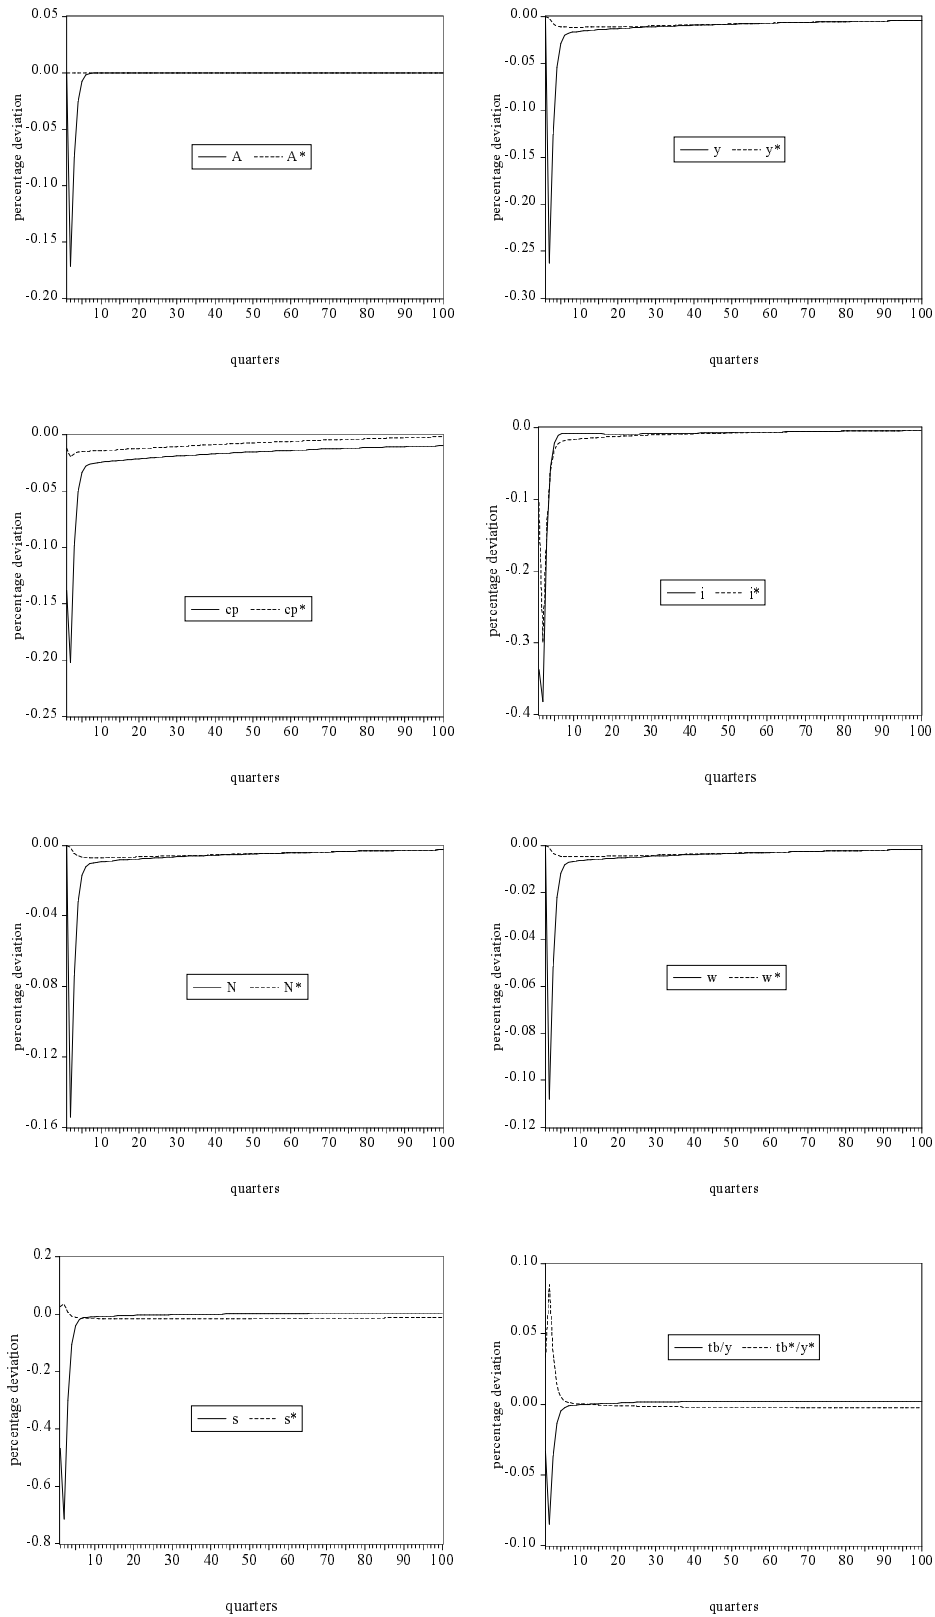 0.05
0.00
-0.05
-0.10
-0.15
-0.20
percentage deviation
A A*
10 20 30 40 50 60 70 80 90 100
quarters
0.00
-0.05
-0.10
-0.15
-0.20
-0.25
-0.30
percentage deviation
y y*
10 20 30 40 50 60 70 80 90 100
quarters
0.00
-0.05
-0.10
-0.15
-0.20
-0.25
percentage deviation
cp cp*
10 20 30 40 50 60 70 80 90 100
quarters
0.0
-0.1
-0.2
-0.3
-0.4
percentage deviation
i i*
10 20 30 40 50 60 70 80 90 100
quarters
0.00
-0.04
-0.08
-0.12
-0.16
percentage deviation
N N*
10 20 30 40 50 60 70 80 90 100
quarters
0.00
-0.02
-0.04
-0.06
-0.08
-0.10
-0.12
percentage deviation
w w*
10 20 30 40 50 60 70 80 90 100
quarters
0.2
0.0
-0.2
-0.4
-0.6
-0.8
percentage deviation
s s*
10 20 30 40 50 60 70 80 90 100
quarters
0.10
0.05
0.00
-0.05
-0.10
percentage deviation
tb/y tb*/y*
10 20 30 40 50 60 70 80 90 100
quarters